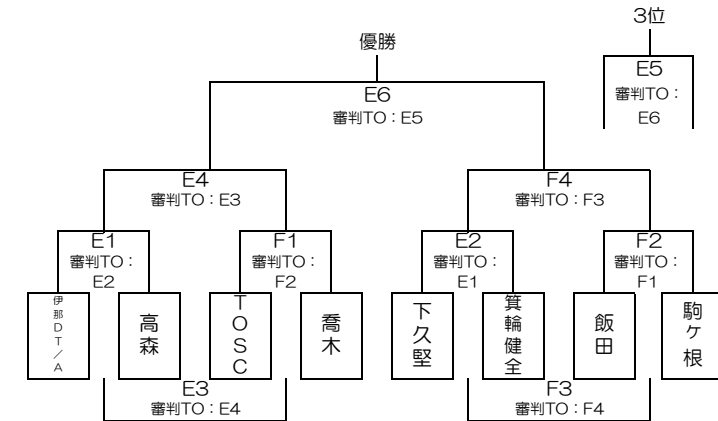 3位
優勝
E5
審判TO：
E6
E6
審判TO：E5
E4
審判TO：E3
F4
審判TO：F3
E1
審判TO：
E2
F1
審判TO：
F2
E2
審判TO：
E1
F2
審判TO：
F1
伊那DT/A
高森
TOSC
喬木
下久堅
箕輪健全
飯田
駒ケ根
E3
審判TO：E4
F3
審判TO：F4